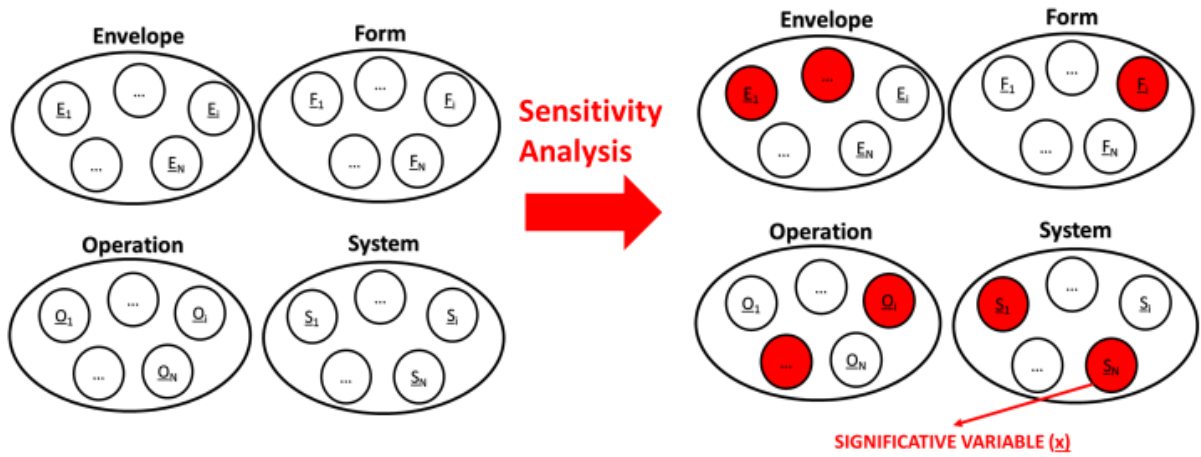 Envelope
Form
E1
...
Ei
...
EN
F1
...
Fi
...
FN
Operation
System
O1
...
Oi
...
ON
S1
...
Si
...
SN
Sensitivity
Analysis
Envelope
Form
E1
...
Ei
...
EN
F1
...
Fi
...
FN
Operation
System
O1
...
Oi
...
ON
S1
...
Si
...
SN
SIGNIFICATIVE VARIABLE (x)